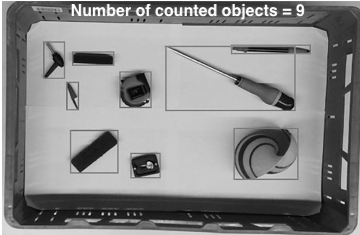 Number of counted objects = 9